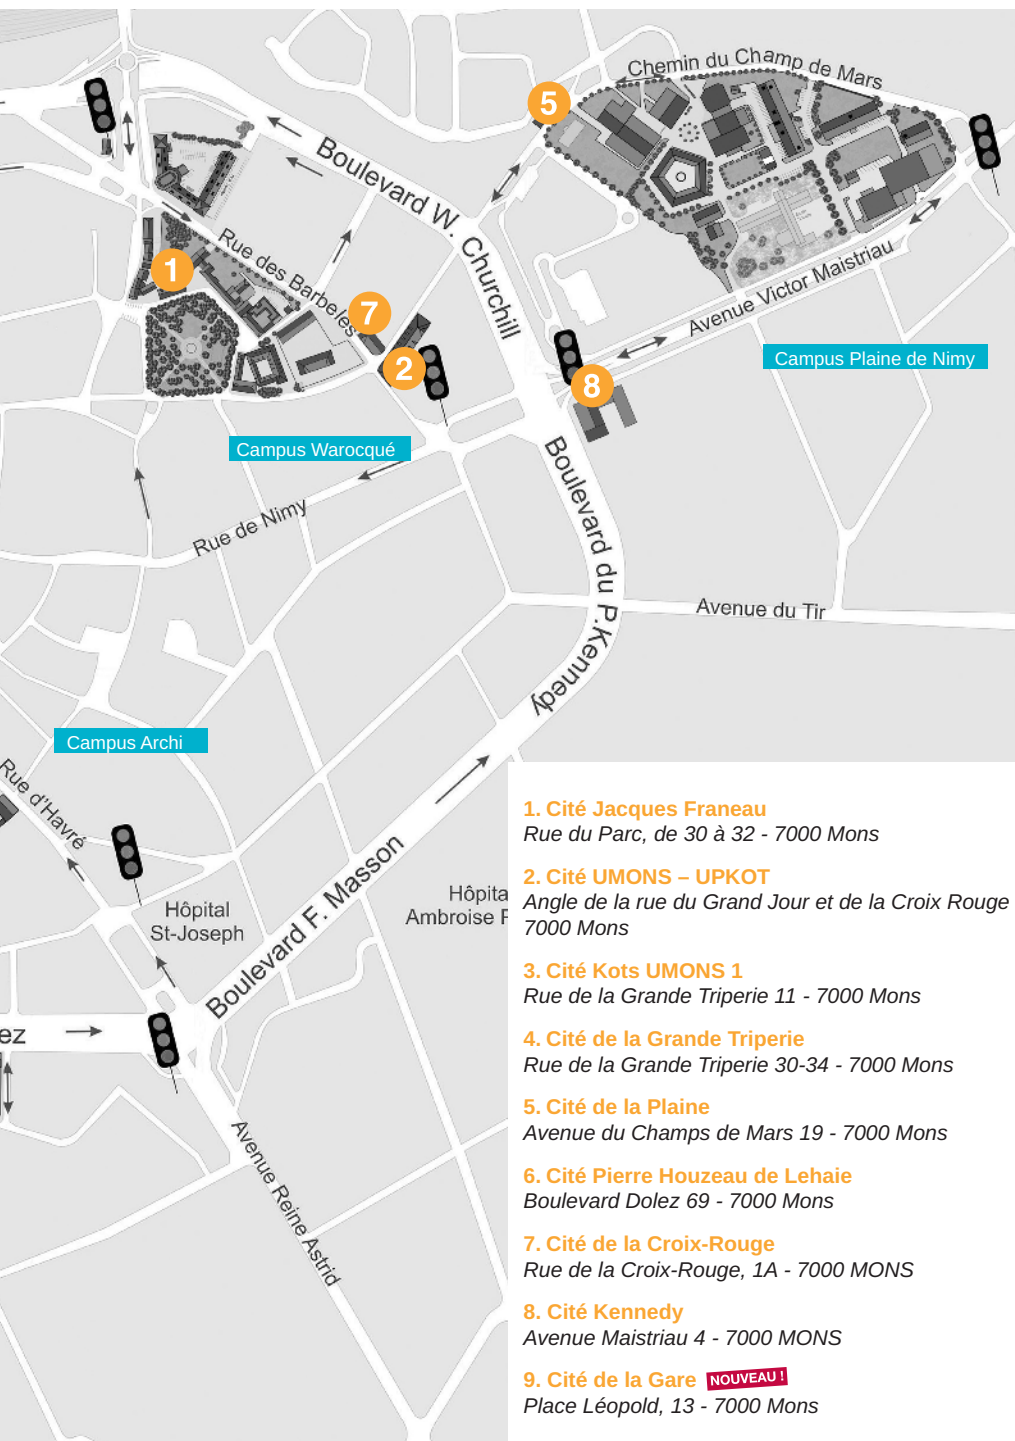 Chemin du Champ de Mars
5
Boulevard W. Churchill
Rue des Barbelés
1
7
2
Avenue Victor Maistriau
Campus Plaine de Nimy
8
Campus Warocqué
Rue de Nimy
Boulevard du P.Kennedy
Avenue du Tir
Campus Archi
Rue d'Havré
Hôpital
St-Joseph
Boulevard F. Masson
Hôpita
Ambroise P
ez
Avenue Reine Astrid
1. Cité Jacques Franeau
Rue du Parc, de 30 à 32 - 7000 Mons
2. Cité UMONS – UPKOT
Angle de la rue du Grand Jour et de la Croix Rouge
7000 Mons
3. Cité Kots UMONS 1
Rue de la Grande Triperie 11 - 7000 Mons
4. Cité de la Grande Triperie
Rue de la Grande Triperie 30-34 - 7000 Mons
5. Cité de la Plaine
Avenue du Champs de Mars 19 - 7000 Mons
6. Cité Pierre Houzeau de Lehaie
Boulevard Dolez 69 - 7000 Mons
7. Cité de la Croix-Rouge
Rue de la Croix-Rouge, 1A - 7000 MONS
8. Cité Kennedy
Avenue Maistriau 4 - 7000 MONS
9. Cité de la Gare NOUVEAU !
Place Léopold, 13 - 7000 Mons